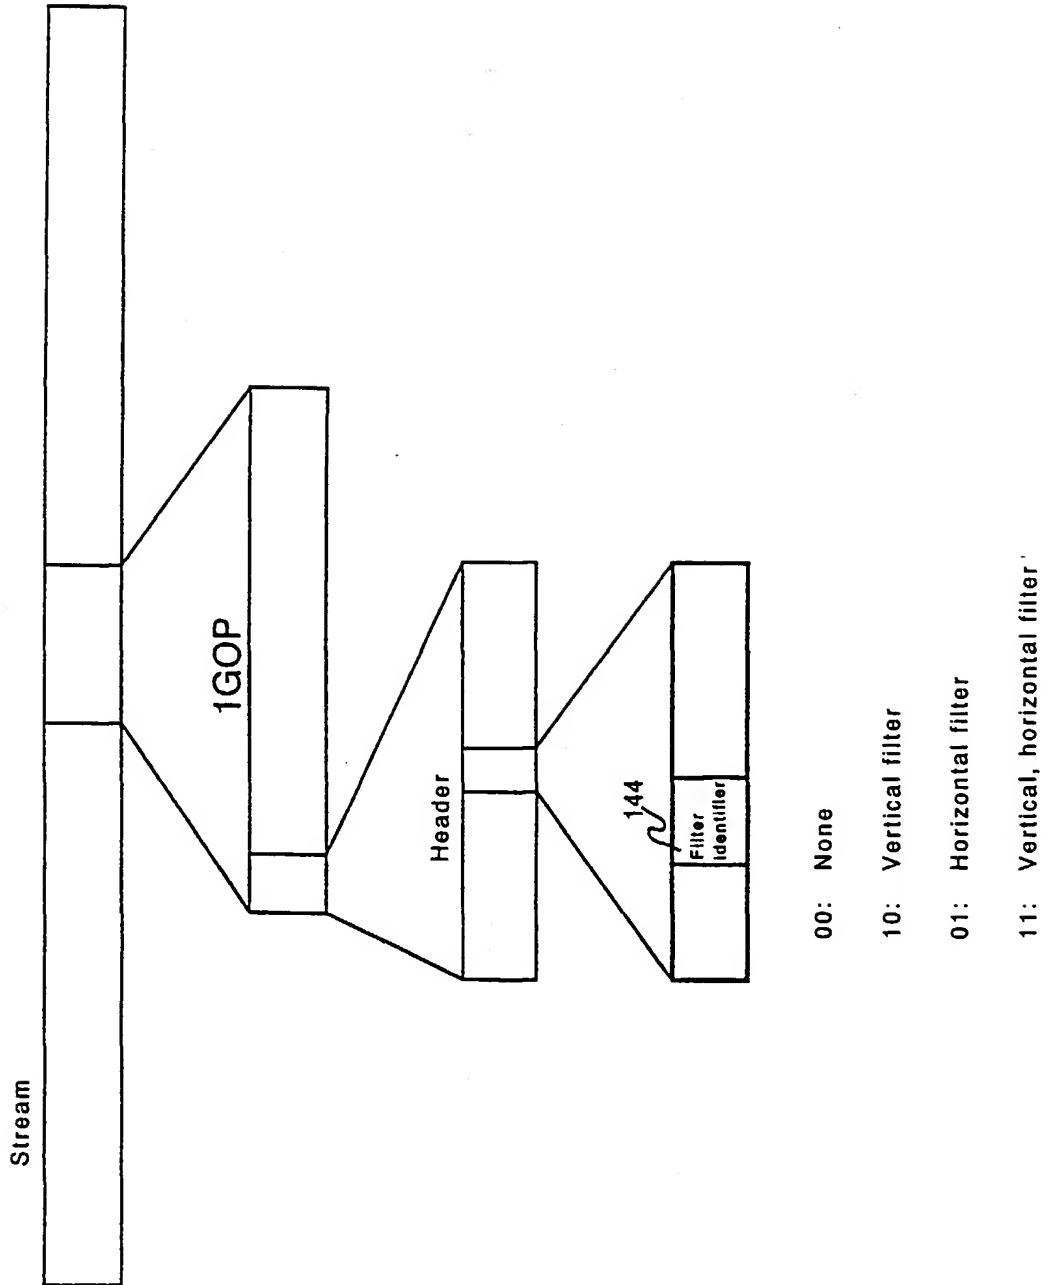 Stream
1GOP
Header
144
Filter
identifier
00: None
10: Vertical filter
01: Horizontal filter
11: Vertical, horizontal filter